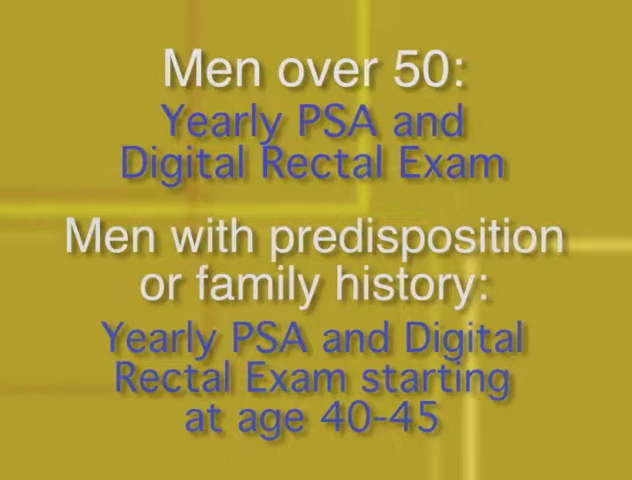 Men over 50:
Yearly PSA and
Digital Rectal Exam
Men with predisposition
or family history:
Yearly PSA and Digital
Rectal Exam starting
at age 40-45